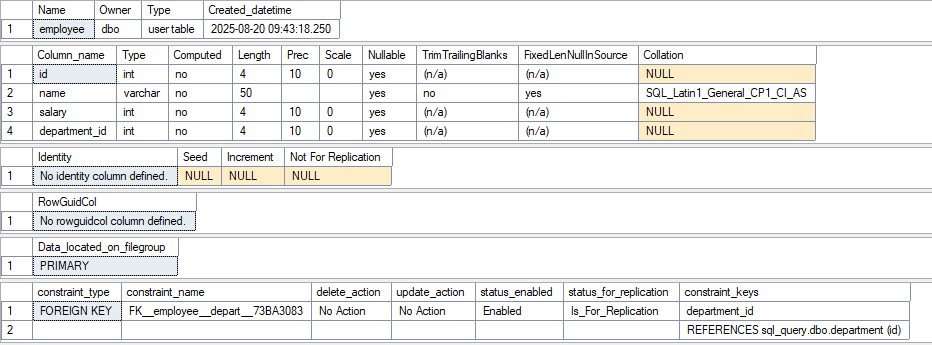 Name Owner Type Created_datetime
1 employee dbo user table 2025-08-20 09:43:18.250
Column_name Type Computed Length Prec Scale Nullable TrimTrailingBlanks FixedLenNullInSource Collation
1 id int no 4 10 0 yes (n/a) (n/a) NULL
2 name varchar no 50 yes no yes SQL_Latin1_General_CP1_CI_AS
3 salary int no 4 10 0 yes (n/a) (n/a) NULL
4 department_id int no 4 10 0 yes (n/a) (n/a) NULL
Identity Seed Increment Not For Replication
1 No identity column defined. NULL NULL NULL
RowGuidCol
1 No rowguidcol column defined.
Data_located_on_filegroup
1 PRIMARY
constraint_type constraint_name delete_action update_action status_enabled status_for_replication constraint_keys
1 FOREIGN KEY FK__employee__depart__73BA3083 No Action No Action Enabled Is_For_Replication department_id
2 REFERENCES sql_query.dbo.department (id)